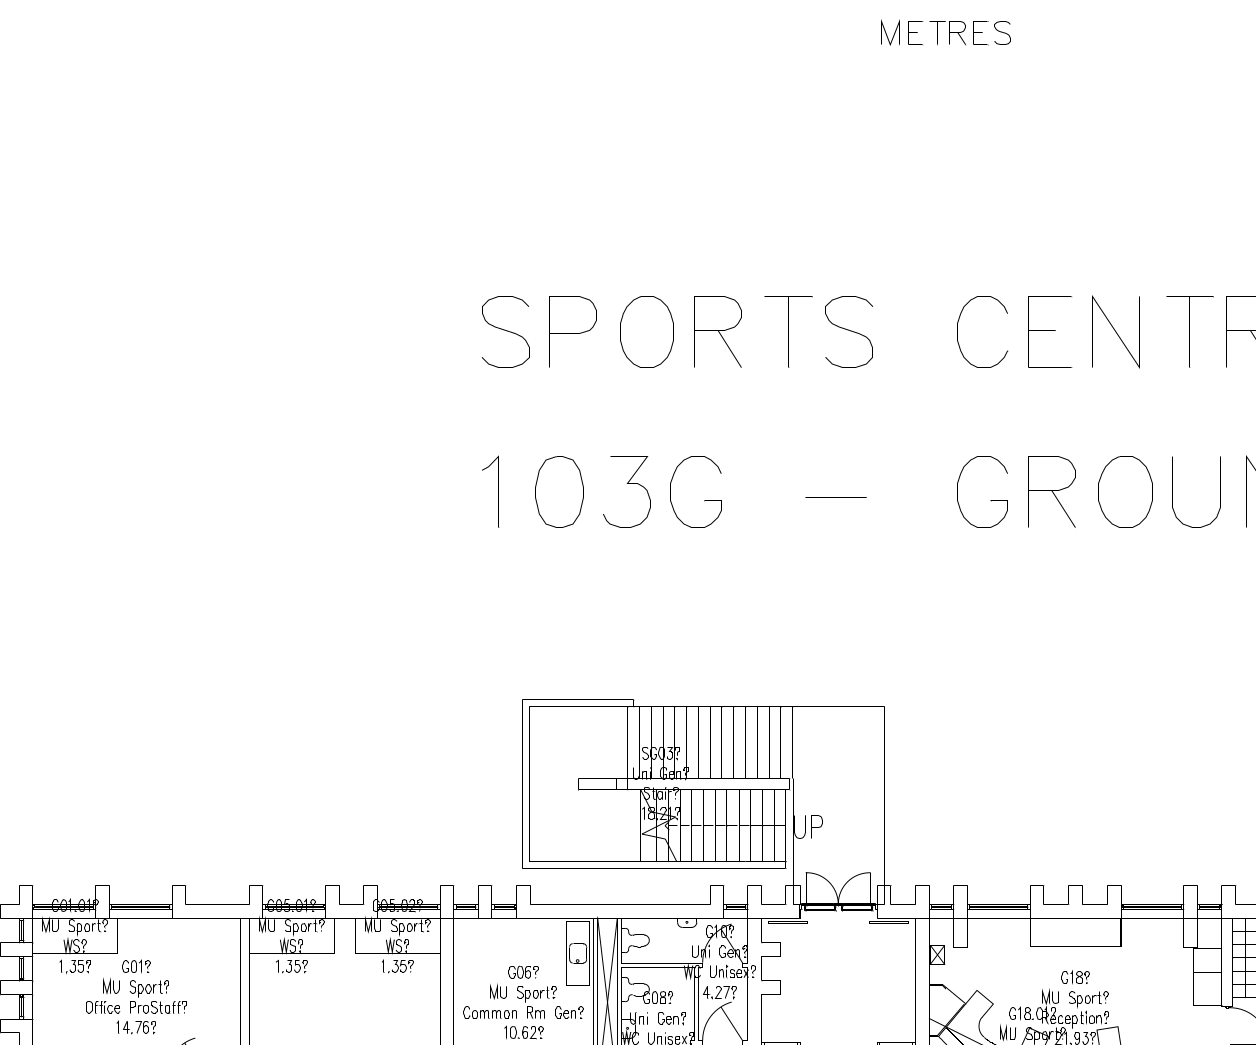 METRES
SPORTS CENTR
103G — GROUN
SG03?
Uni Gen?
Stair?
18.21?
UP
G01.01?
MU Sport?
WS?
1.35?
G05.01?
MU Sport?
WS?
1.35?
G05.02?
MU Sport?
WS?
1.35?
G01?
MU Sport?
Office ProStaff?
14.76?
G06?
MU Sport?
Common Rm Gen?
10.62?
G10?
Uni Gen?
WC Unisex?
4.27?
G08?
Uni Gen?
WC Unisex?
G18?
MU Sport?
Reception?
21.93?
G18.01?
MU Sport?